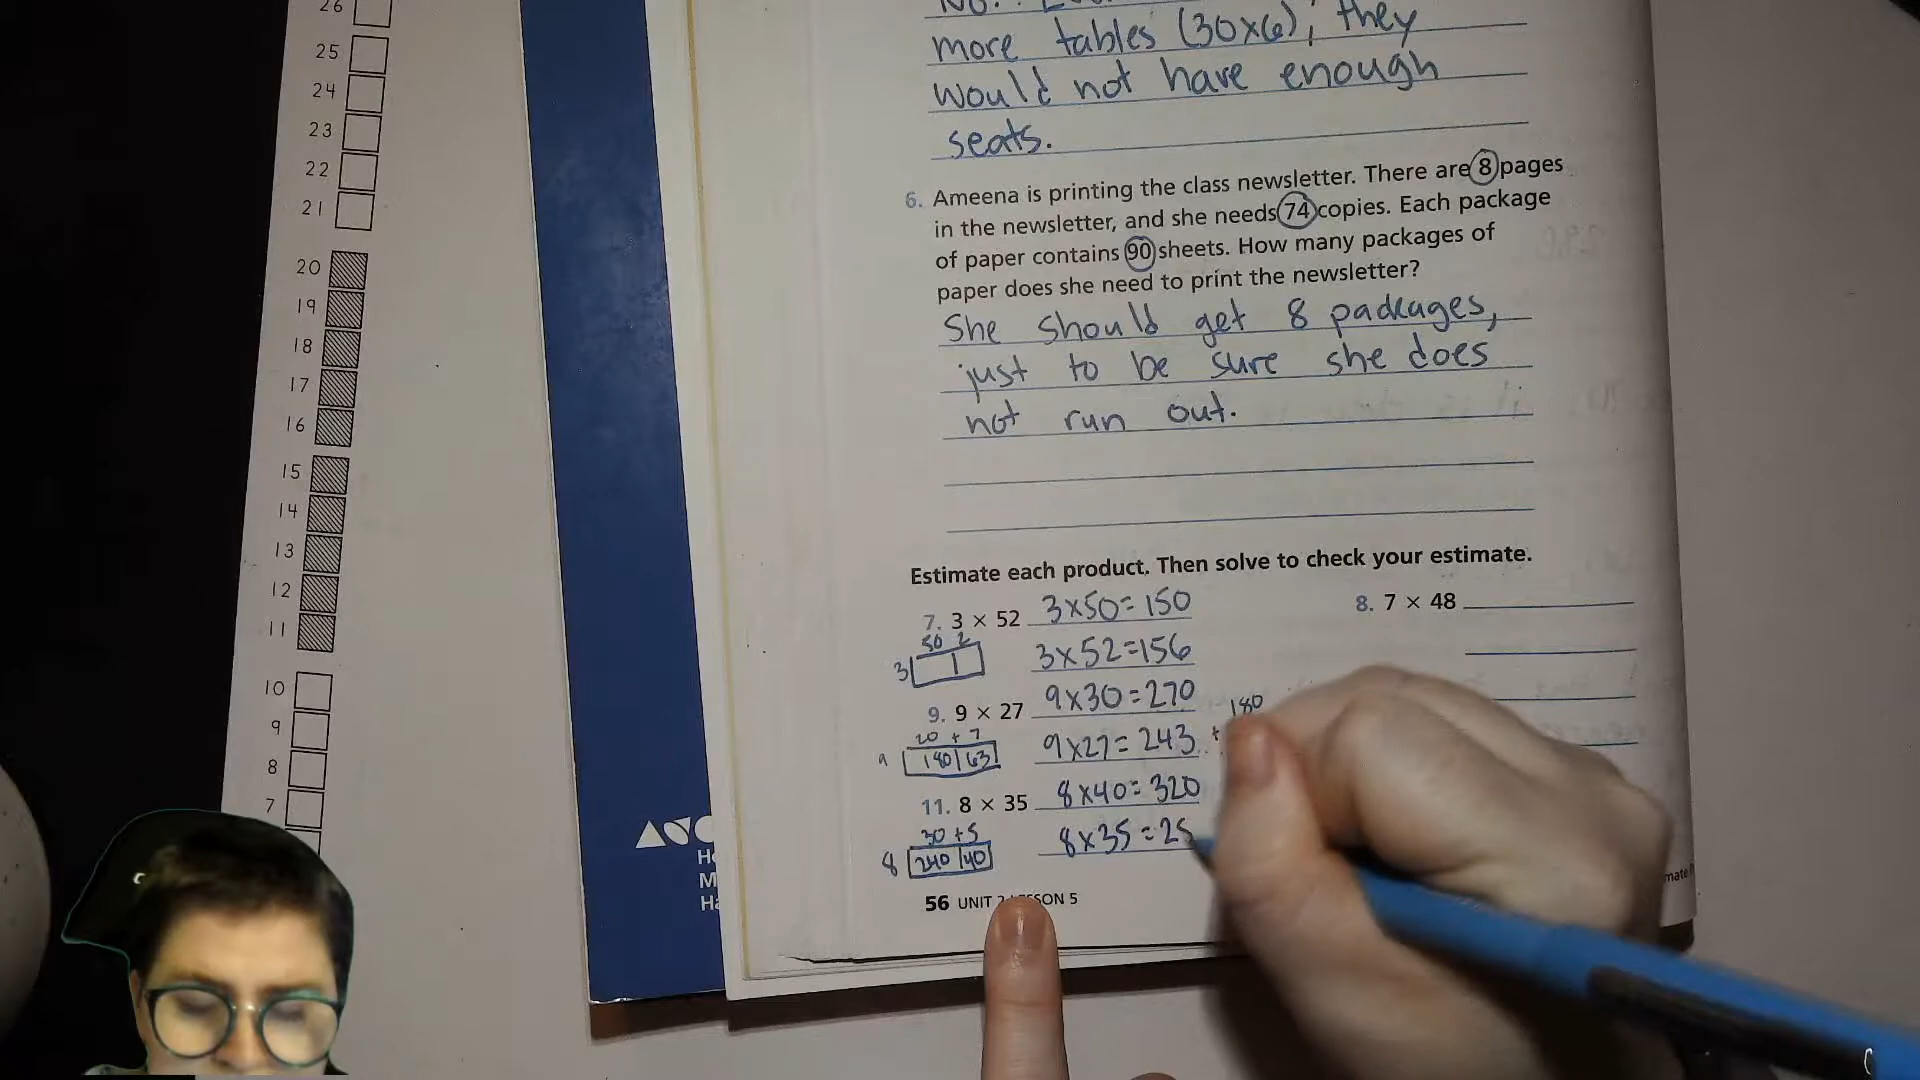 26
25
24
23
22
21
20
19
18
17
16
15
14
13
12
11
10
9
8
7
No.
more tables (30x6), they
would not have enough
seats.
6. Ameena is printing the class newsletter. There are 8 pages
in the newsletter, and she needs 74 copies. Each package
of paper contains 90 sheets. How many packages of
paper does she need to print the newsletter?
She should get 8 packages,
just to be sure she does
not run out.
Estimate each product. Then solve to check your estimate.
7. 3 × 52 3x50=150
50 2
3
3x52=156
9. 9 × 27 9x30=270
20 + 7
9 180 63
9x27=243
180
+
11. 8 × 35 8x40=320
30 +5
8 240 40
8x35=25
8. 7 × 48
56 UNIT 2 LESSON 5